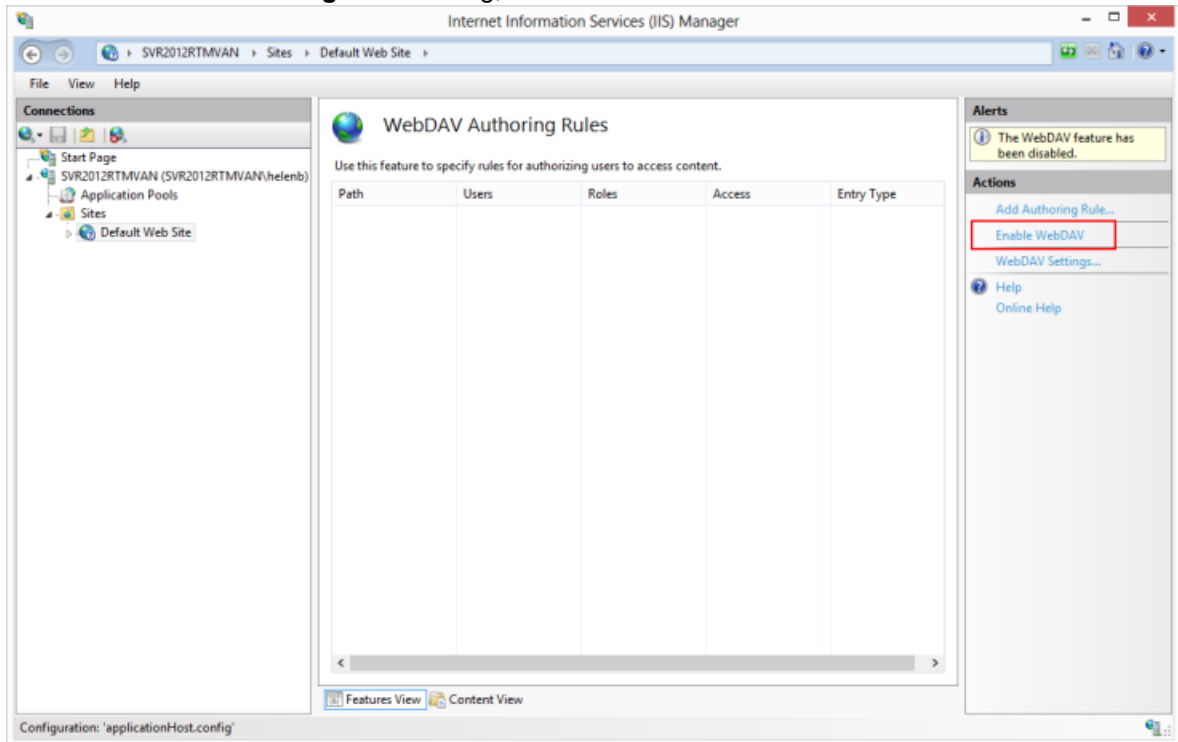 Internet Information Services (IIS) Manager
SVR2012RTMVAN Sites Default Web Site
File View Help
Connections
Start Page
SVR2012RTMVAN (SVR2012RTMVAN\helenb)
Application Pools
Sites
Default Web Site
WebDAV Authoring Rules
Use this feature to specify rules for authorizing users to access content.
Path Users Roles Access Entry Type
Features View Content View
Alerts
The WebDAV feature has
been disabled.
Actions
Add Authoring Rule...
Enable WebDAV
WebDAV Settings...
Help
Online Help
Configuration: 'applicationHost.config'